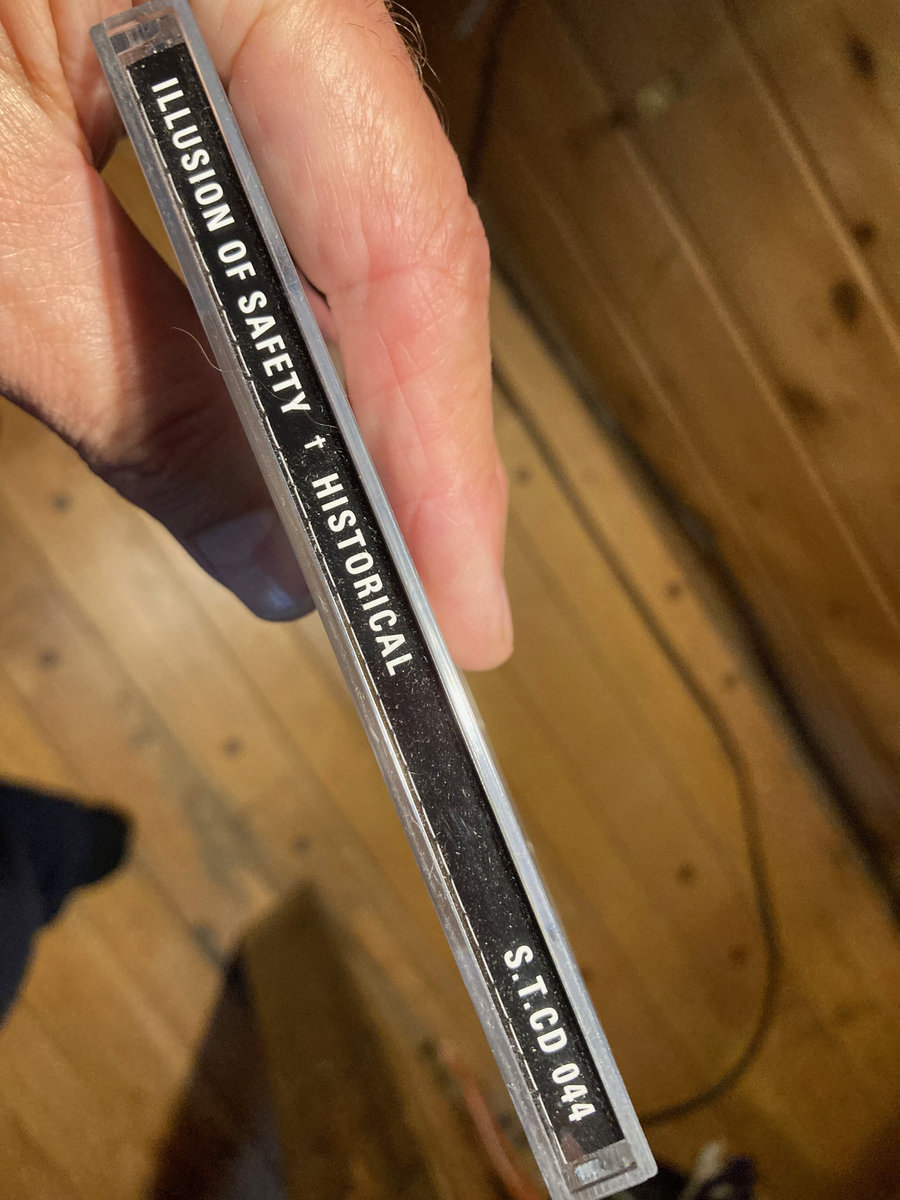 ILLUSION OF SAFETY † HISTORICAL S.T.CD 044